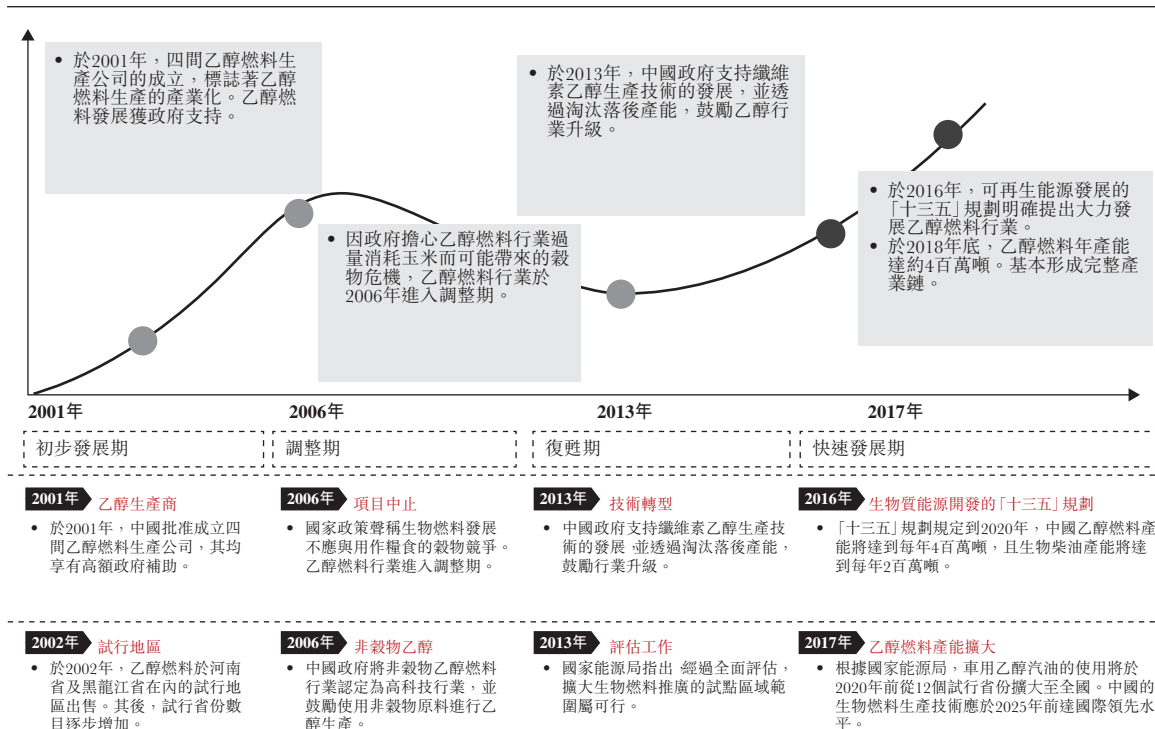 • 於2001年，四間乙醇燃料生
產公司的成立，標誌著乙醇
燃料生產的產業化。乙醇燃
料發展獲政府支持。
• 因政府擔心乙醇燃料行業過
量消耗玉米而可能帶來的穀
物危機，乙醇燃料行業於
2006年進入調整期。
• 於2013年，中國政府支持纖維
素乙醇生產技術的發展，並透
過淘汰落後產能，鼓勵乙醇行
業升級。
• 於2016年，可再生能源發展的
「十三五」規劃明確提出大力發
展乙醇燃料行業。
• 於2018年底，乙醇燃料年產能
達約4百萬噸。基本形成完整產
業鏈。
2001年
2006年
2013年
2017年
初步發展期
調整期
復甦期
快速發展期
2001年 乙醇生產商
• 於2001年，中國批准成立四
間乙醇燃料生產公司，其均
享有高額政府補助。
2006年 項目中止
• 國家政策聲稱生物燃料發展
不應與用作糧食的穀物競爭。
乙醇燃料行業進入調整期。
2013年 技術轉型
• 中國政府支持纖維素乙醇生產技
術的發展，並透過淘汰落後產能，
鼓勵行業升級。
2016年 生物質能源開發的「十三五」規劃
• 「十三五」規劃規定到2020年，中國乙醇燃料產
能將達到每年4百萬噸，且生物柴油產能將達
到每年2百萬噸。
2002年 試行地區
• 於2002年，乙醇燃料於河南
省及黑龍江省在內的試行地
區出售。其後，試行省份數
目逐步增加。
2006年 非穀物乙醇
• 中國政府將非穀物乙醇燃料
行業認定為高科技行業，並
鼓勵使用非穀物原料進行乙
醇生產。
2013年 評估工作
• 國家能源局指出，經過全面評估，
擴大生物燃料推廣的試點區域範
圍屬可行。
2017年 乙醇燃料產能擴大
• 根據國家能源局，車用乙醇汽油的使用將於
2020年前從12個試行省份擴大至全國。中國的
生物燃料生產技術應於2025年前達國際領先水
平。